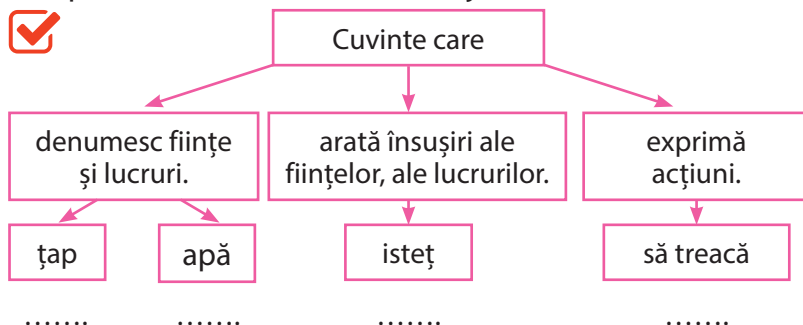 Cuvinte care
denumesc ființe
și lucruri.
arată însușiri ale
ființelor, ale lucrurilor.
exprimă
acțiuni.
țap
apă
isteț
să treacă
……. ……. ……. …….